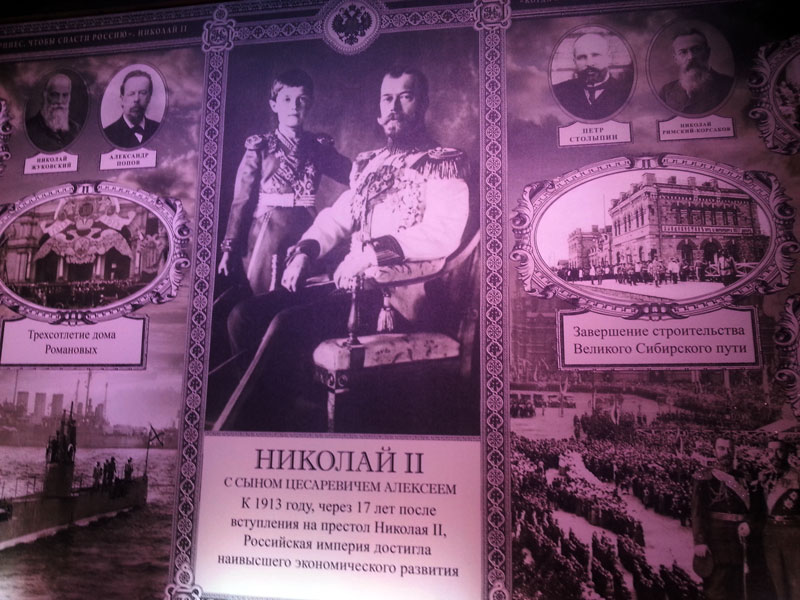 ЧТОБЫ СПАСТИ РОССИЮ», НИКОЛАЙ II
НИКОЛАЙ
ЖУКОВСКИЙ
АЛЕКСАНДР
ПОПОВ
Трехсотлетие дома
Романовых
НИКОЛАЙ II
С СЫНОМ ЦЕСАРЕВИЧЕМ АЛЕКСЕЕМ
К 1913 году, через 17 лет после
вступления на престол Николая II,
Российская империя достигла
наивысшего экономического развития
ПЕТР
СТОЛЫПИН
НИКОЛАЙ
РИМСКИЙ-КОРСАКОВ
Завершение строительства
Великого Сибирского пути